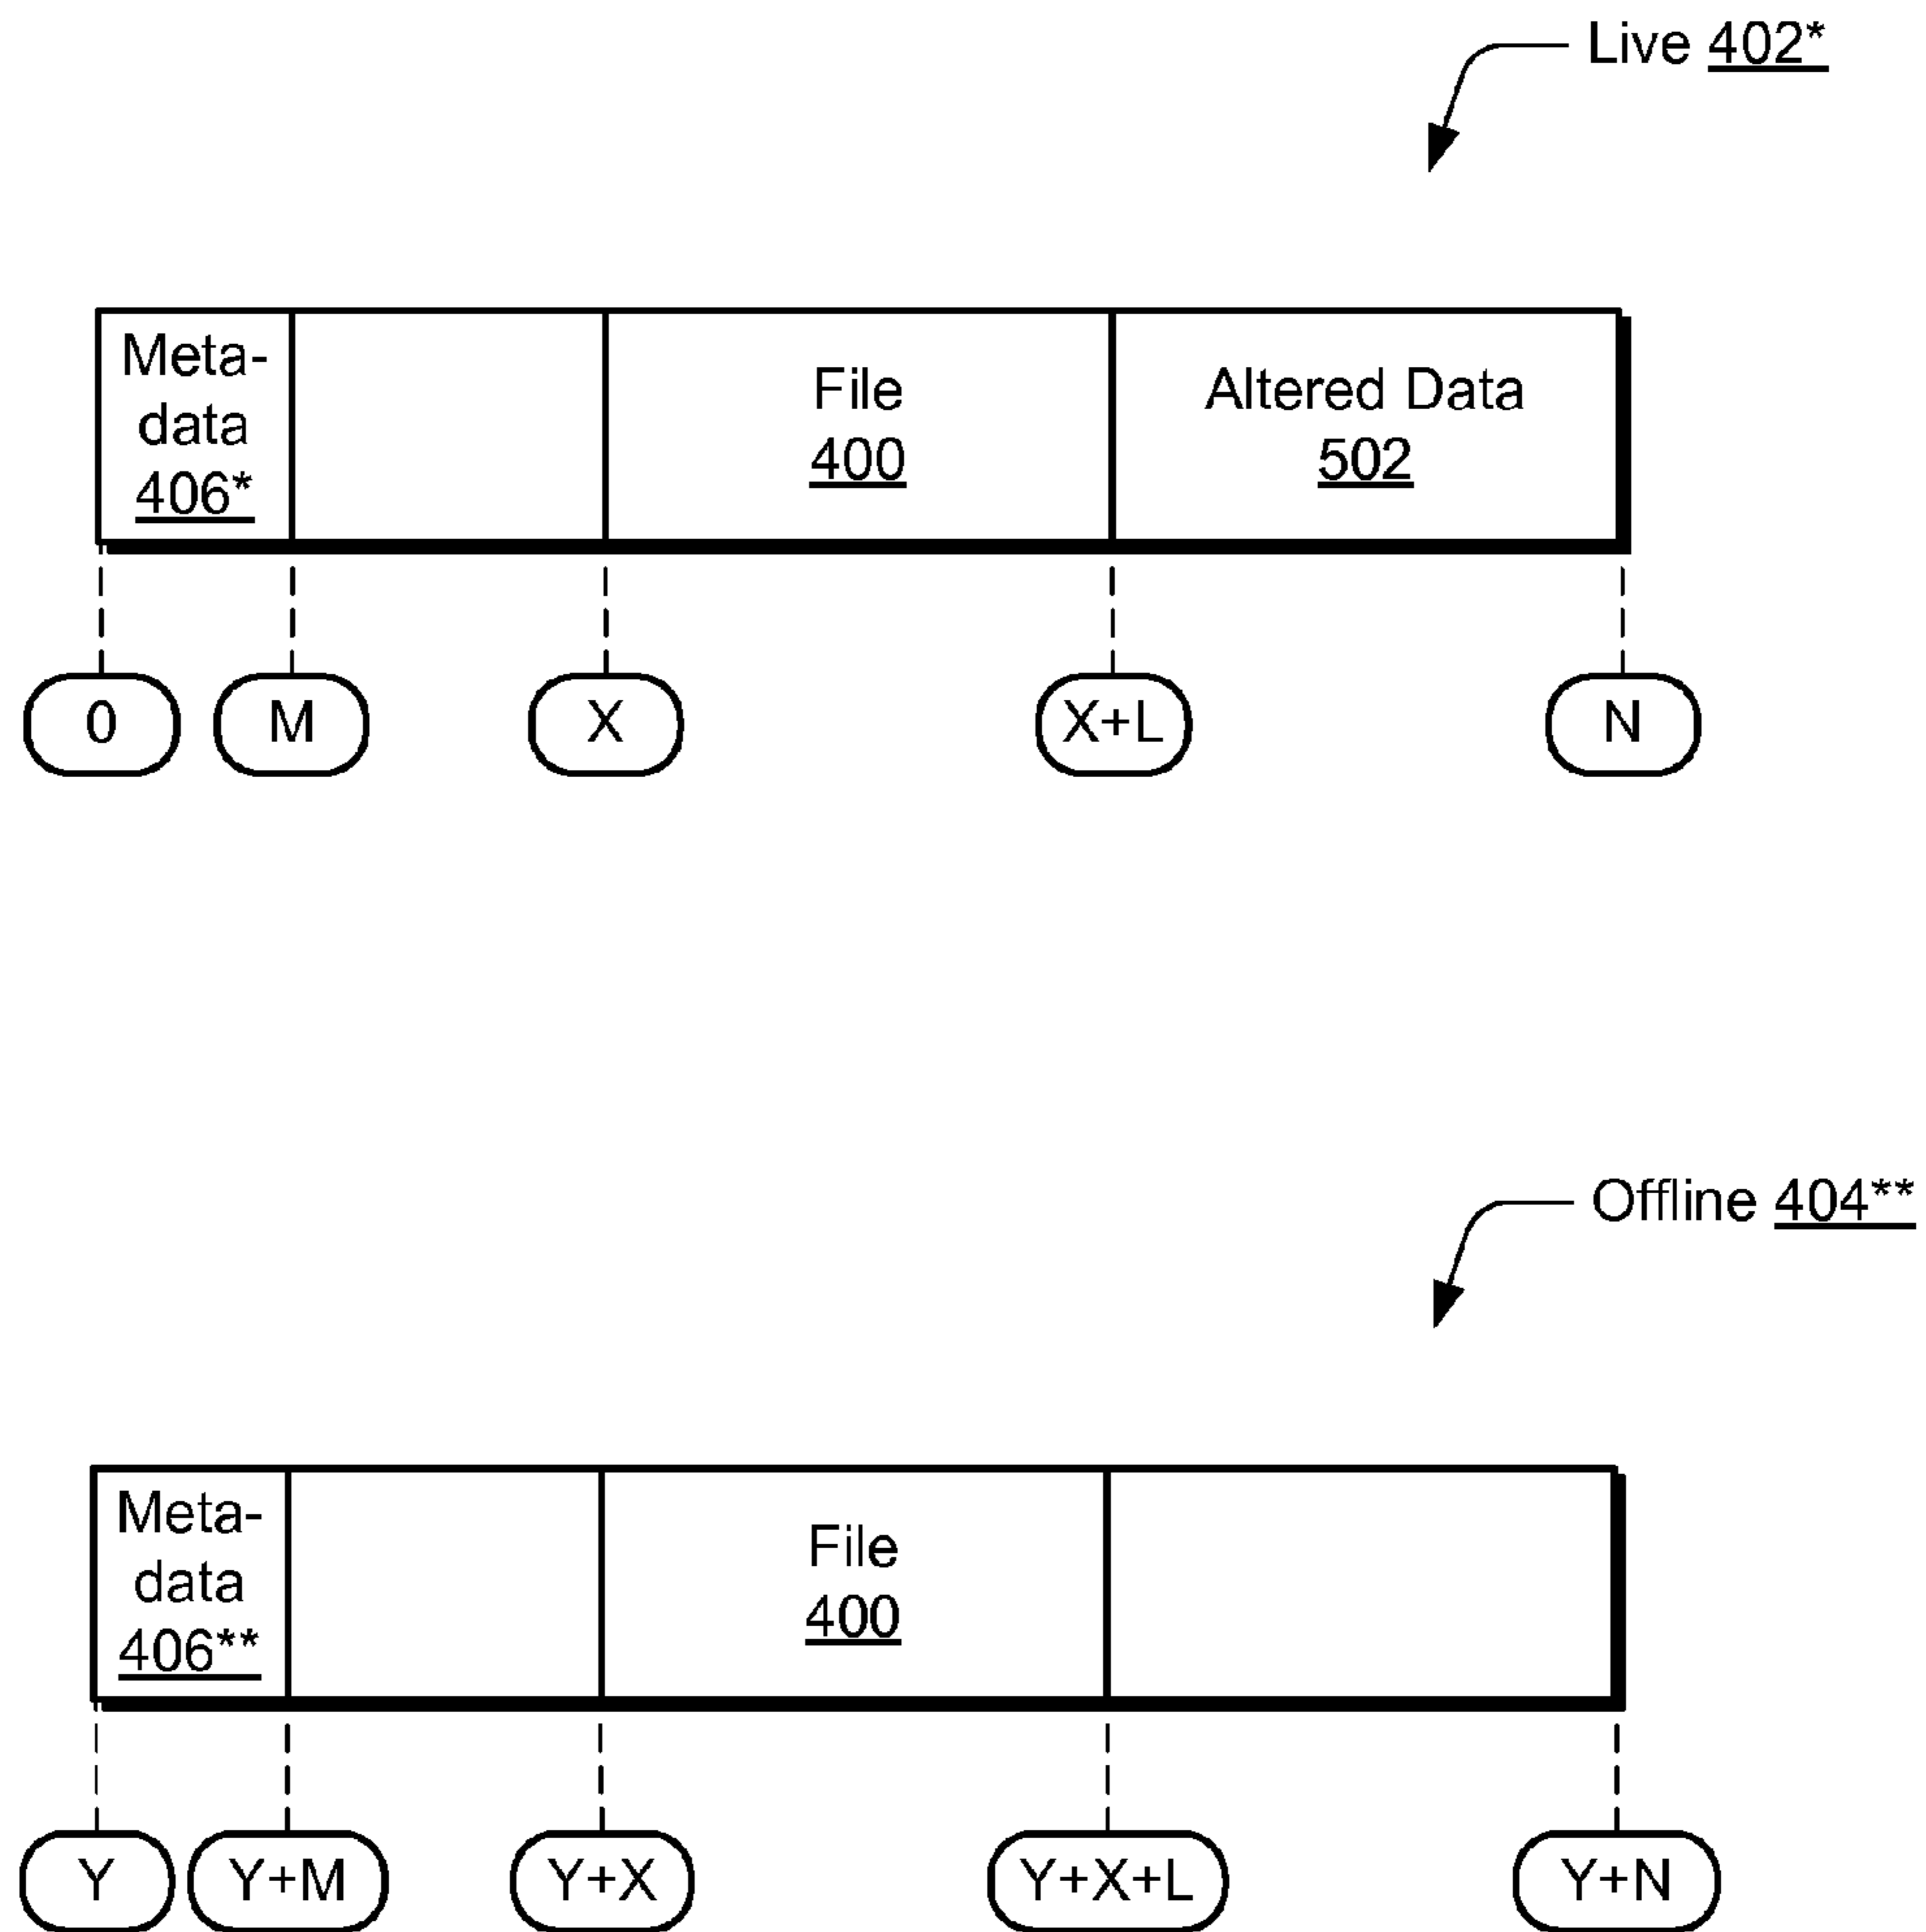 Live 402*
Meta-
data
406*
File
400
Altered Data
502
0
M
X
X+L
N
Offline 404**
Meta-
data
406**
File
400
Y
Y+M
Y+X
Y+X+L
Y+N